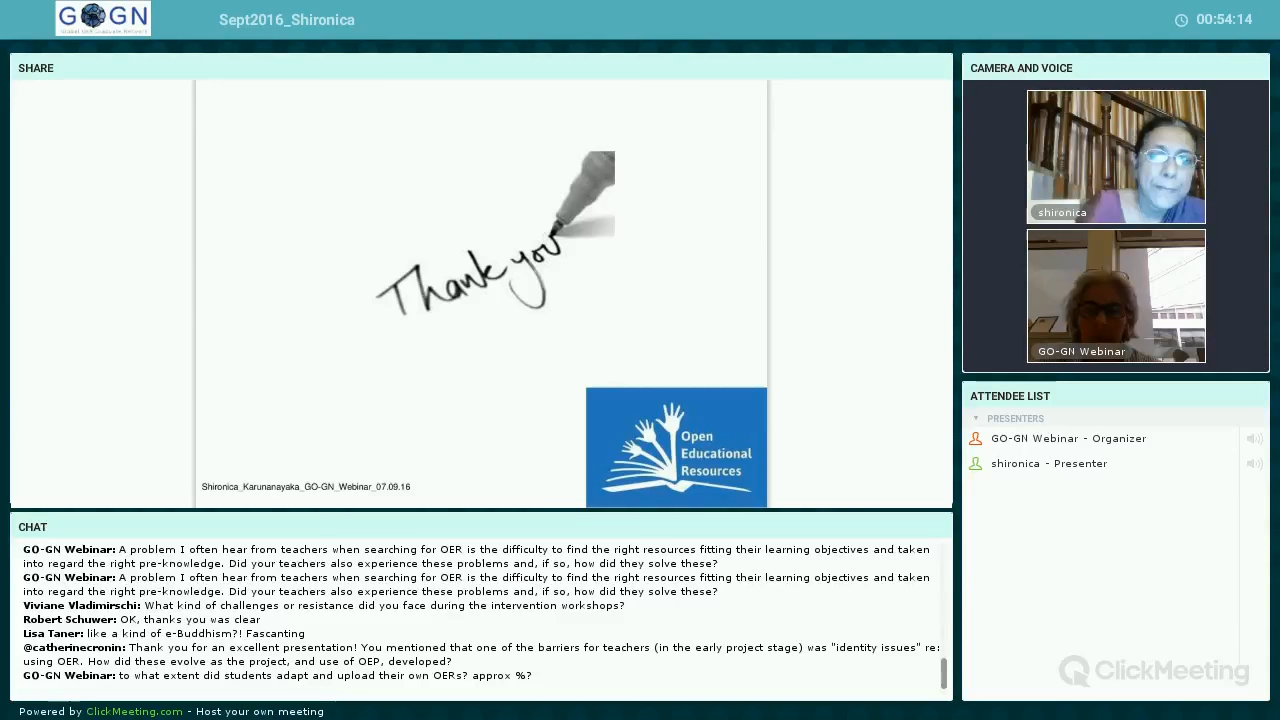 GOGN
Global OER Graduate Network
Sept2016_Shironica
00:54:14
SHARE
Thank you
Open
Educational
Resources
Shironica_Karunanayaka_GO-GN_Webinar_07.09.16
CAMERA AND VOICE
shironica
GO-GN Webinar
ATTENDEE LIST
PRESENTERS
GO-GN Webinar - Organizer
shironica - Presenter
ClickMeeting
CHAT
GO-GN Webinar: A problem I often hear from teachers when searching for OER is the difficulty to find the right resources fitting their learning objectives and taken
into regard the right pre-knowledge. Did your teachers also experience these problems and, if so, how did they solve these?
GO-GN Webinar: A problem I often hear from teachers when searching for OER is the difficulty to find the right resources fitting their learning objectives and taken
into regard the right pre-knowledge. Did your teachers also experience these problems and, if so, how did they solve these?
Viviane Vladimirschi: What kind of challenges or resistance did you face during the intervention workshops?
Robert Schuwer: OK, thanks you was clear
Lisa Taner: like a kind of e-Buddhism?! Fascanting
@catherinecronin: Thank you for an excellent presentation! You mentioned that one of the barriers for teachers (in the early project stage) was "identity issues" re:
using OER. How did these evolve as the project, and use of OEP, developed?
GO-GN Webinar: to what extent did students adapt and upload their own OERs? approx %?
Powered by ClickMeeting.com - Host your own meeting